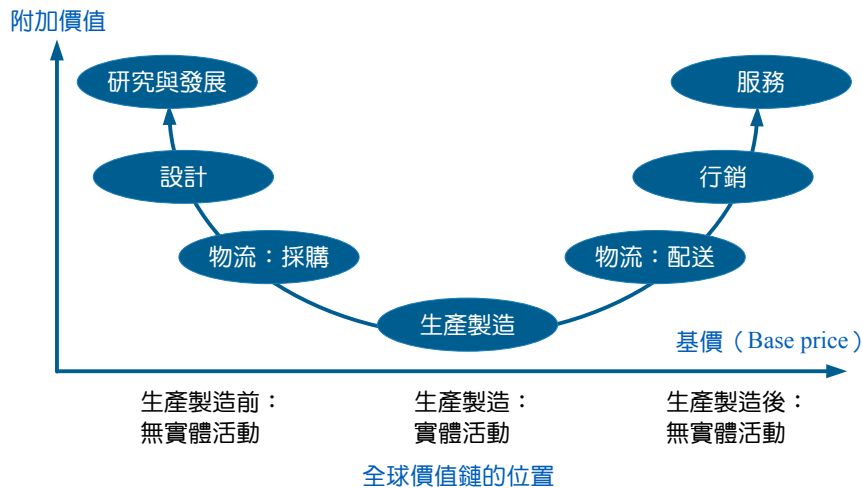 附加價值
研究與發展
服務
設計
行銷
物流：採購
物流：配送
生產製造
基價（Base price）
生產製造前：
無實體活動
生產製造：
實體活動
生產製造後：
無實體活動
全球價值鏈的位置